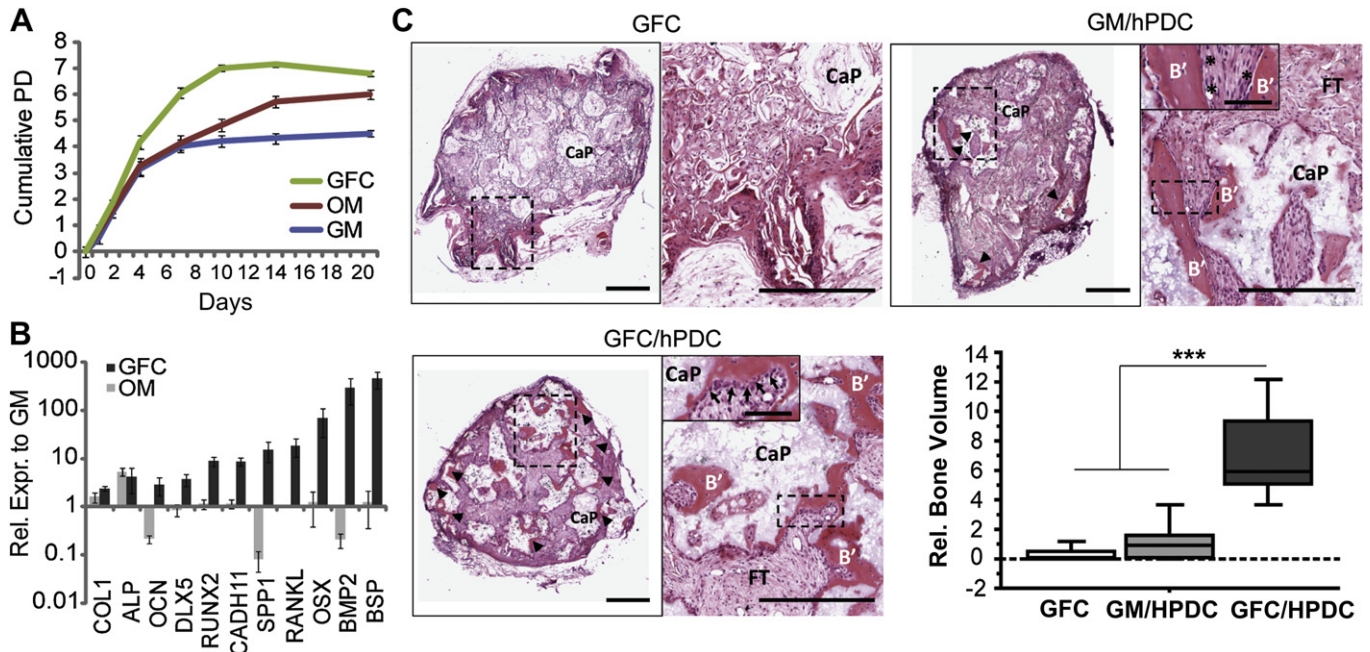 A
Cumulative PD
8
7
6
5
4
3
2
1
0
-1
0 2 4 6 8 10 12 14 16 18 20
Days
GFC
OM
GM
B
Rel. Expr. to GM
1000
100
10
1
0.1
0.01
GFC
OM
COL1
ALP
OCN
DLX5
RUNX2
CADH11
SPP1
RANKL
OSX
BMP2
BSP
C
GFC
CaP
CaP
GM/hPDC
CaP
B'
B'
*
*
*
FT
CaP
B'
B'
GFC/hPDC
CaP
CaP
B'
CaP
B'
B'
FT
Rel. Bone Volume
14
12
10
8
6
4
2
0
-2
***
GFC GM/HPDC GFC/HPDC